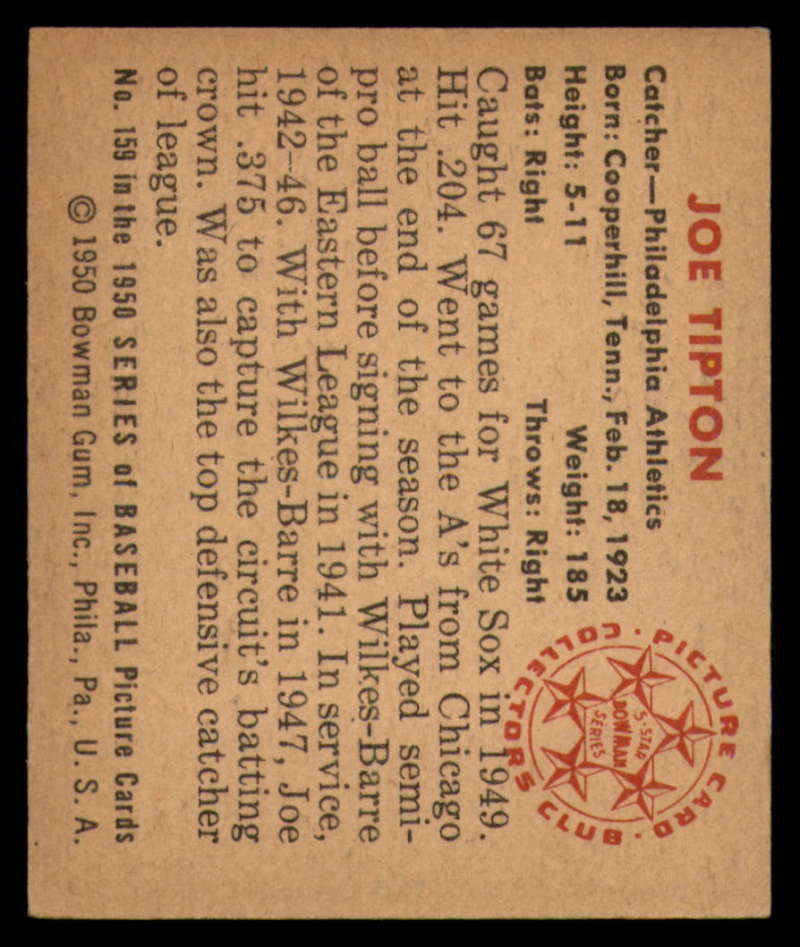 JOE TIPTON
Catcher—Philadelphia Athletics
Born: Cooperhill, Tenn., Feb. 18, 1923
Height: 5-11 Weight: 185
Bats: Right Throws: Right
Caught 67 games for White Sox in 1949.
Hit .204. Went to the A's from Chicago
at the end of the season. Played semi-
pro ball before signing with Wilkes-Barre
of the Eastern League in 1941. In service,
1942–46. With Wilkes-Barre in 1947, Joe
hit .375 to capture the circuit's batting
crown. Was also the top defensive catcher
of league.
No. 159 in the 1950 SERIES of BASEBALL Picture Cards
© 1950 Bowman Gum, Inc., Phila., Pa., U. S. A.
· PICTURE CARD · COLLECTORS CLUB
5-STAR
BOWMAN
SERIES